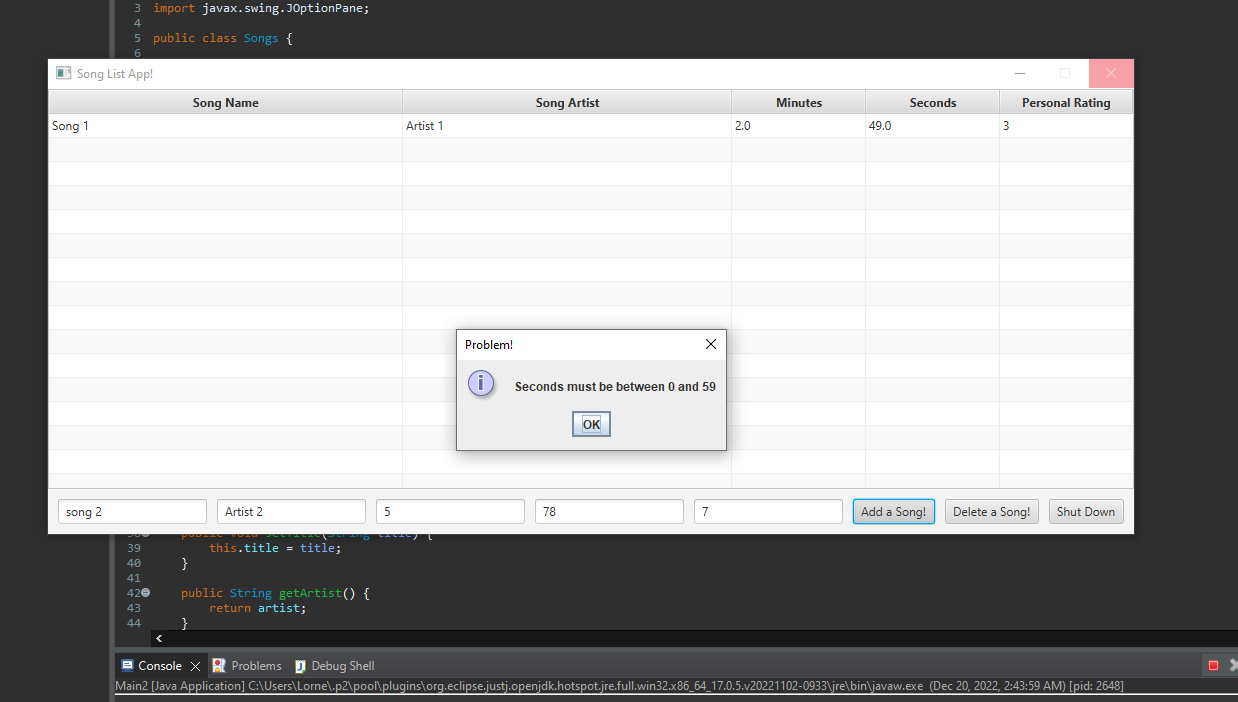 3 import javax.swing.JOptionPane;
4
5 public class Songs {
6
Song List App!
Song Name Song Artist Minutes Seconds Personal Rating
Song 1 Artist 1 2.0 49.0 3
Problem!
Seconds must be between 0 and 59
OK
song 2 Artist 2 5 78 7 Add a Song! Delete a Song! Shut Down
38 public void setTitle(String title) {
39 this.title = title;
40 }
41
42 public String getArtist() {
43 return artist;
44 }
Console Problems Debug Shell
Main2 [Java Application] C:\Users\Lorne\.p2\pool\plugins\org.eclipse.justj.openjdk.hotspot.jre.full.win32.x86_64_17.0.5.v20221102-0933\jre\bin\javaw.exe (Dec 20, 2022, 2:43:59 AM) [pid: 2648]